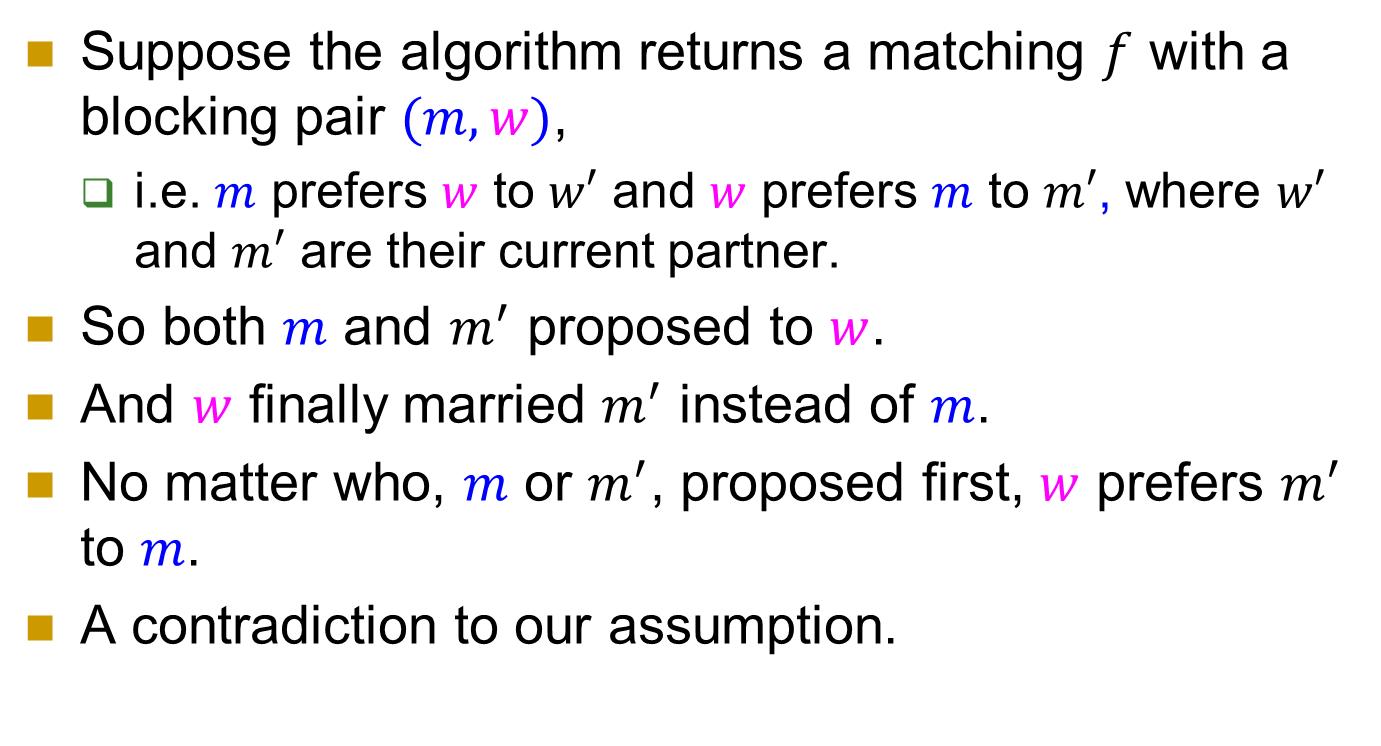 Suppose the algorithm returns a matching f with a
blocking pair (m, w),
i.e. m prefers w to w′ and w prefers m to m′, where w′
and m′ are their current partner.
So both m and m′ proposed to w.
And w finally married m′ instead of m.
No matter who, m or m′, proposed first, w prefers m′
to m.
A contradiction to our assumption.